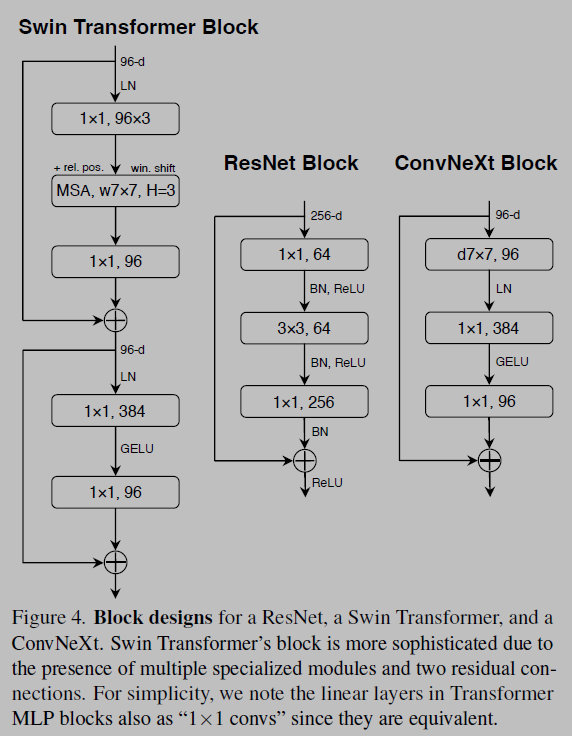 Swin Transformer Block
96-d
LN
1×1, 96×3
+ rel. pos. win. shift
MSA, w7×7, H=3
1×1, 96
96-d
LN
1×1, 384
GELU
1×1, 96
ResNet Block
256-d
1×1, 64
BN, ReLU
3×3, 64
BN, ReLU
1×1, 256
BN
ReLU
ConvNeXt Block
96-d
d7×7, 96
LN
1×1, 384
GELU
1×1, 96
Figure 4. Block designs for a ResNet, a Swin Transformer, and a
ConvNeXt. Swin Transformer's block is more sophisticated due to
the presence of multiple specialized modules and two residual con-
nections. For simplicity, we note the linear layers in Transformer
MLP blocks also as “1×1 convs” since they are equivalent.